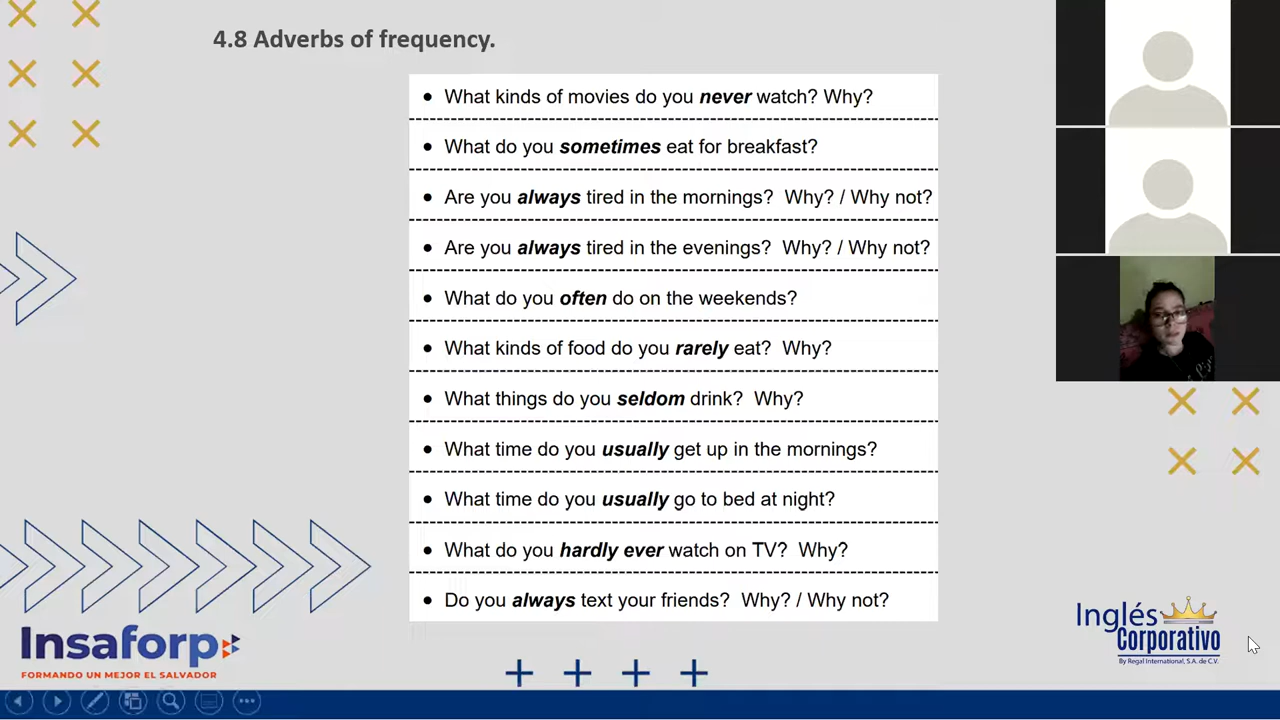 4.8 Adverbs of frequency.
• What kinds of movies do you never watch? Why?
• What do you sometimes eat for breakfast?
• Are you always tired in the mornings? Why? / Why not?
• Are you always tired in the evenings? Why? / Why not?
• What do you often do on the weekends?
• What kinds of food do you rarely eat? Why?
• What things do you seldom drink? Why?
• What time do you usually get up in the mornings?
• What time do you usually go to bed at night?
• What do you hardly ever watch on TV? Why?
• Do you always text your friends? Why? / Why not?
Insaforp
FORMANDO UN MEJOR EL SALVADOR
Inglés
Corporativo
By Regal International, S.A. de C.V.